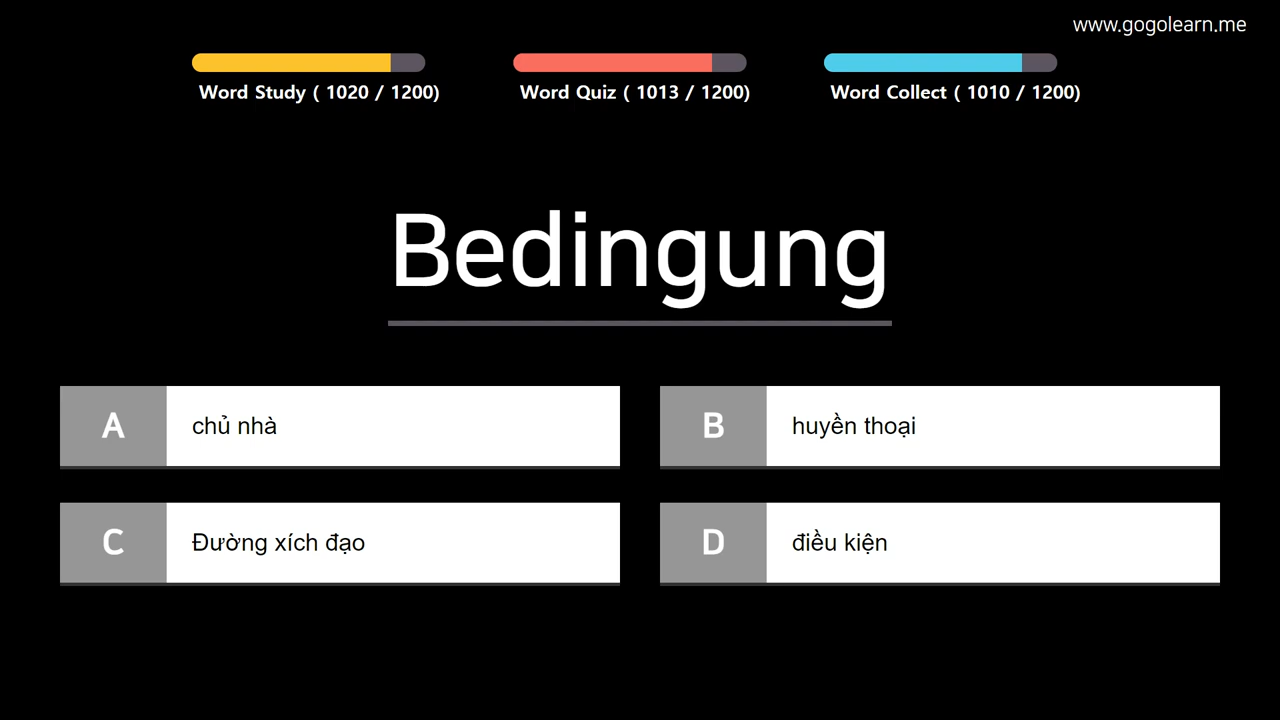 www.gogolearn.me
Word Study ( 1020 / 1200)
Word Quiz ( 1013 / 1200)
Word Collect ( 1010 / 1200)
Bedingung
A
chủ nhà
B
huyền thoại
C
Đường xích đạo
D
điều kiện